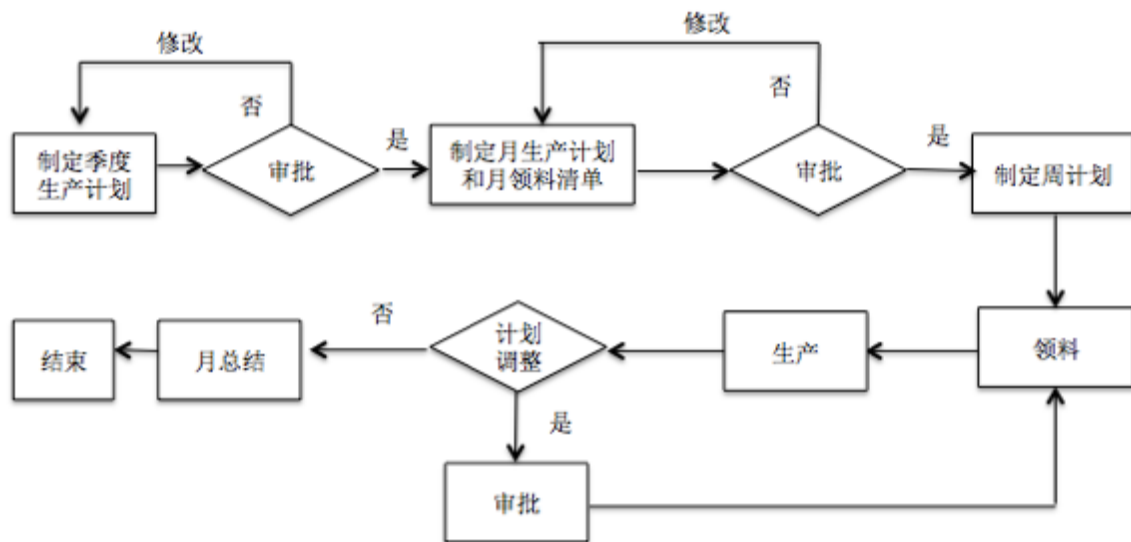 修改
修改
否
否
制定季度
生产计划
审批
是
制定月生产计划
和月领料清单
审批
是
制定周计划
结束
月总结
否
计划
调整
生产
领料
是
审批